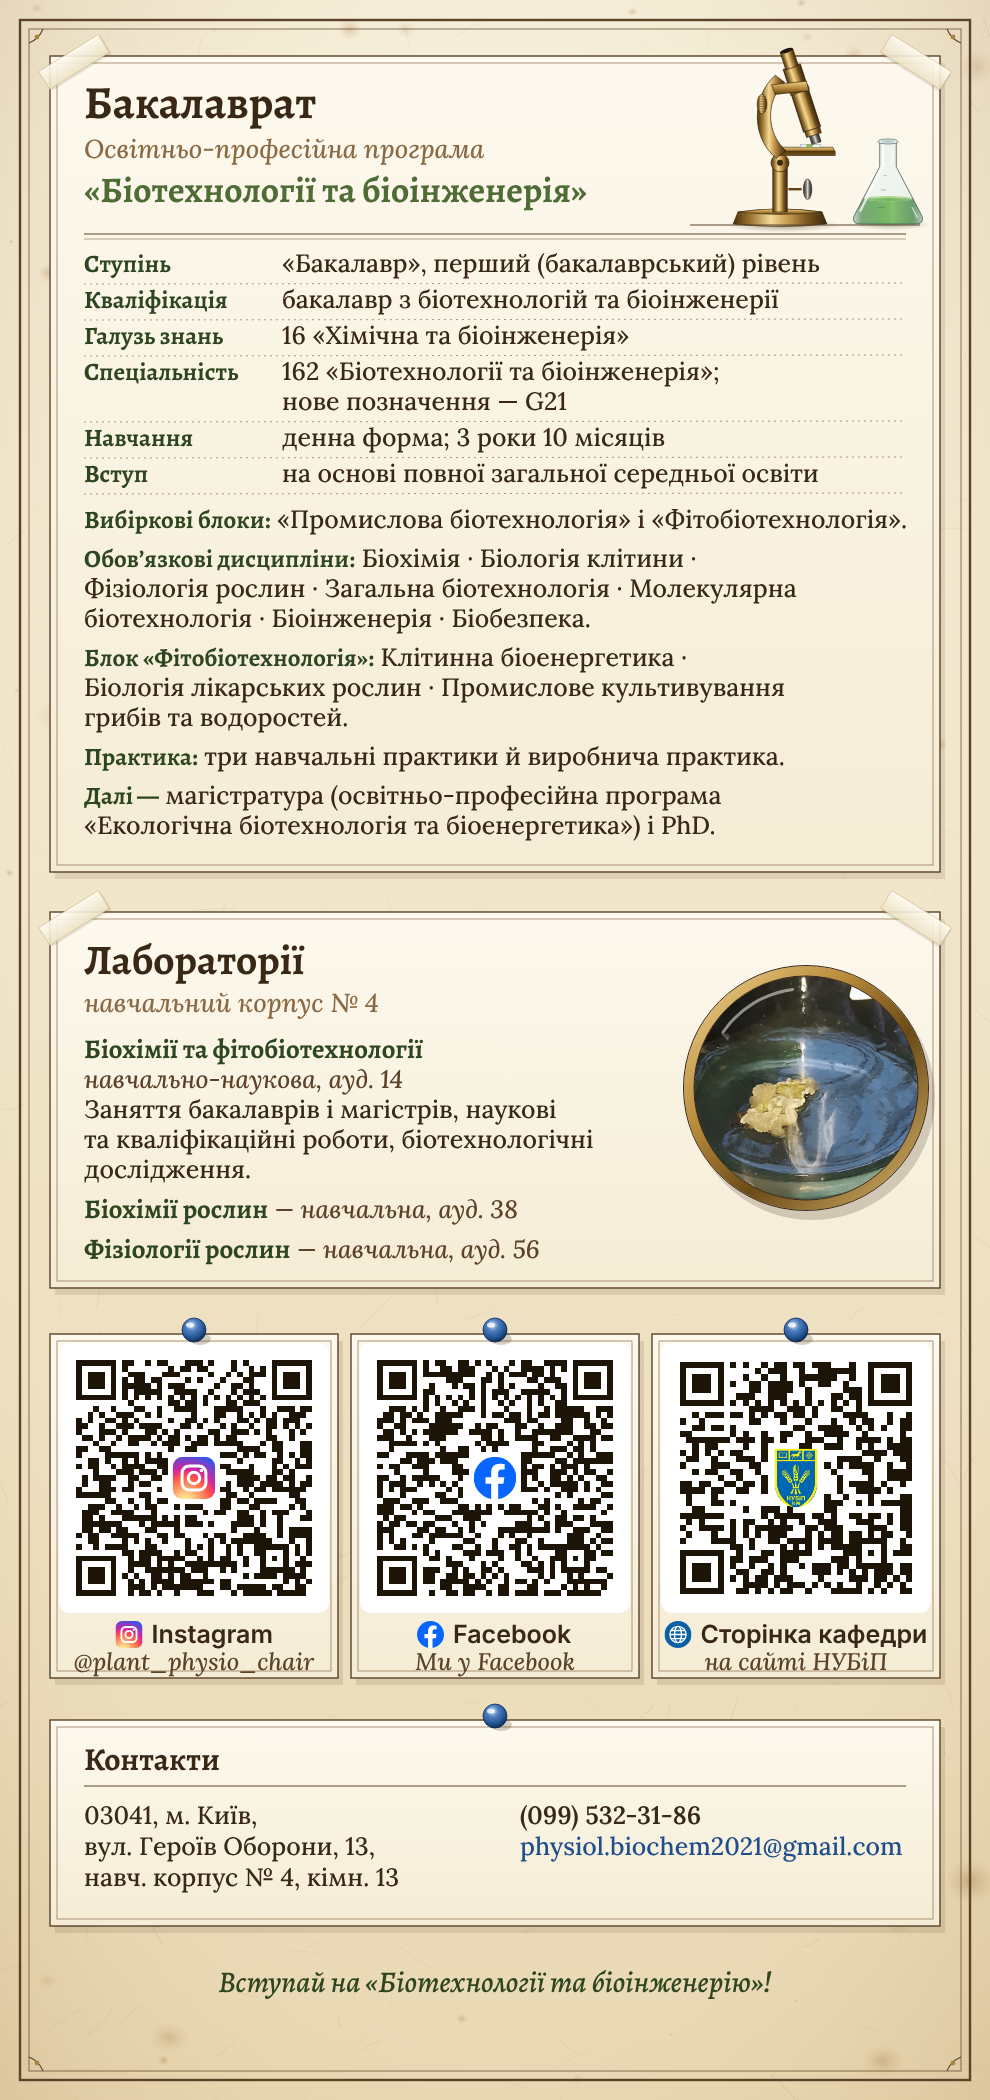 Бакалаврат
Освітньо-професійна програма
«Біотехнології та біоінженерія»
Ступінь «Бакалавр», перший (бакалаврський) рівень
Кваліфікація бакалавр з біотехнологій та біоінженерії
Галузь знань 16 «Хімічна та біоінженерія»
Спеціальність 162 «Біотехнології та біоінженерія»;
нове позначення — G21
Навчання денна форма; 3 роки 10 місяців
Вступ на основі повної загальної середньої освіти
Вибіркові блоки: «Промислова біотехнологія» і «Фітобіотехнологія».
Обов’язкові дисципліни: Біохімія · Біологія клітини ·
Фізіологія рослин · Загальна біотехнологія · Молекулярна
біотехнологія · Біоінженерія · Біобезпека.
Блок «Фітобіотехнологія»: Клітинна біоенергетика ·
Біологія лікарських рослин · Промислове культивування
грибів та водоростей.
Практика: три навчальні практики й виробнича практика.
Далі — магістратура (освітньо-професійна програма
«Екологічна біотехнологія та біоенергетика») і PhD.
Лабораторії
навчальний корпус № 4
Біохімії та фітобіотехнології
навчально-наукова, ауд. 14
Заняття бакалаврів і магістрів, наукові
та кваліфікаційні роботи, біотехнологічні
дослідження.
Біохімії рослин — навчальна, ауд. 38
Фізіології рослин — навчальна, ауд. 56
НУБіП
Instagram
@plant_physio_chair
Facebook
Ми у Facebook
Сторінка кафедри
на сайті НУБіП
Контакти
03041, м. Київ,
вул. Героїв Оборони, 13,
навч. корпус № 4, кімн. 13
(099) 532-31-86
physiol.biochem2021@gmail.com
Вступай на «Біотехнології та біоінженерію»!